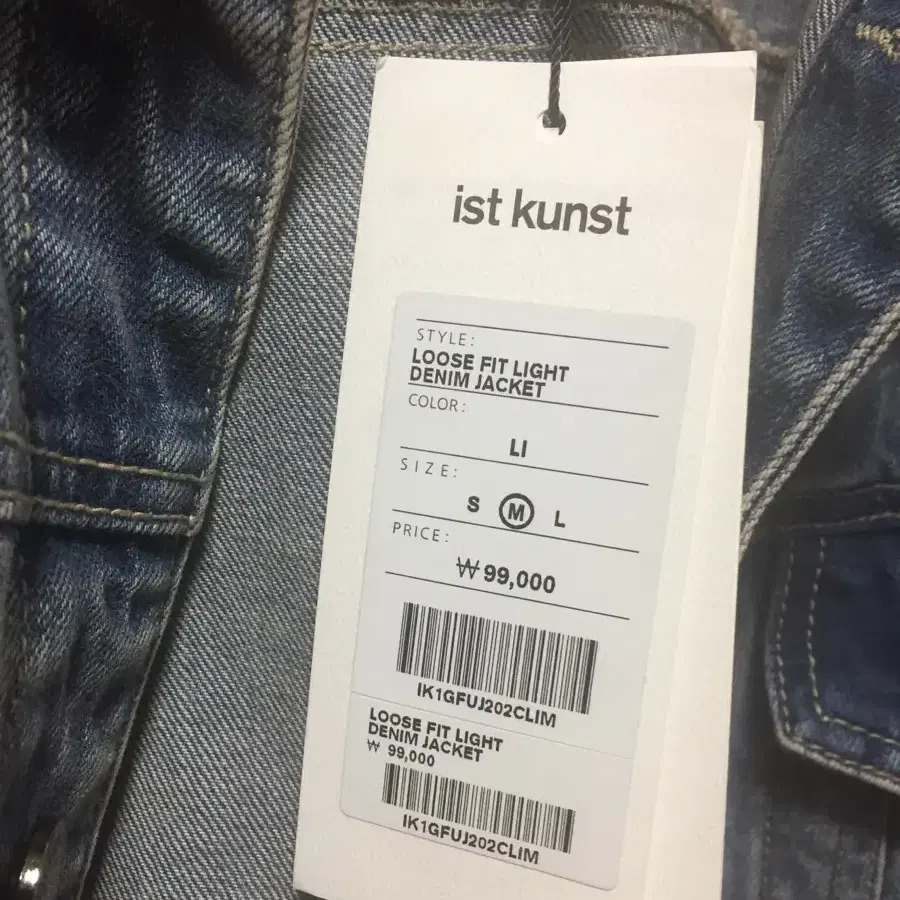 ist kunst
STYLE:
LOOSE FIT LIGHT
DENIM JACKET
COLOR:
LI
SIZE:
S M L
PRICE:
₩99,000
IK1GFUJ202CLIM
LOOSE FIT LIGHT
DENIM JACKET
₩ 99,000
IK1GFUJ202CLIM